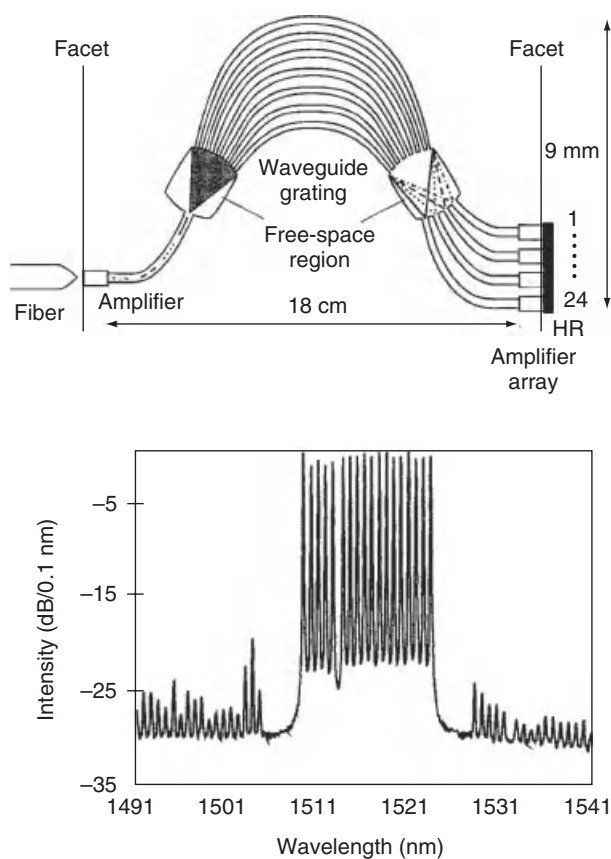 Facet
Facet
9 mm
Waveguide
grating
Free-space
region
1
24
HR
Fiber
Amplifier
18 cm
Amplifier
array
Intensity (dB/0.1 nm)
−5
−15
−25
−35
1491 1501 1511 1521 1531 1541
Wavelength (nm)